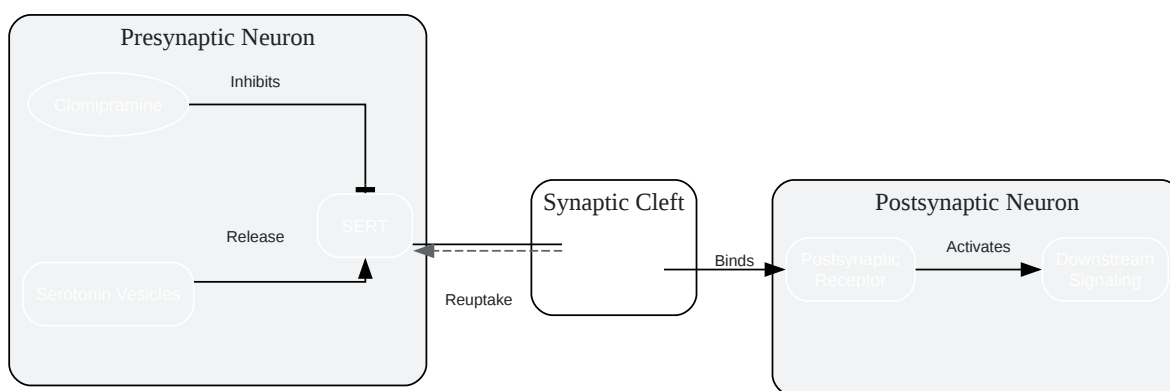 Presynaptic Neuron
Clomipramine
Inhibits
SERT
Release
Serotonin Vesicles
Reuptake
Synaptic Cleft
Binds
Postsynaptic Neuron
Postsynaptic
Receptor
Activates
Downstream
Signaling